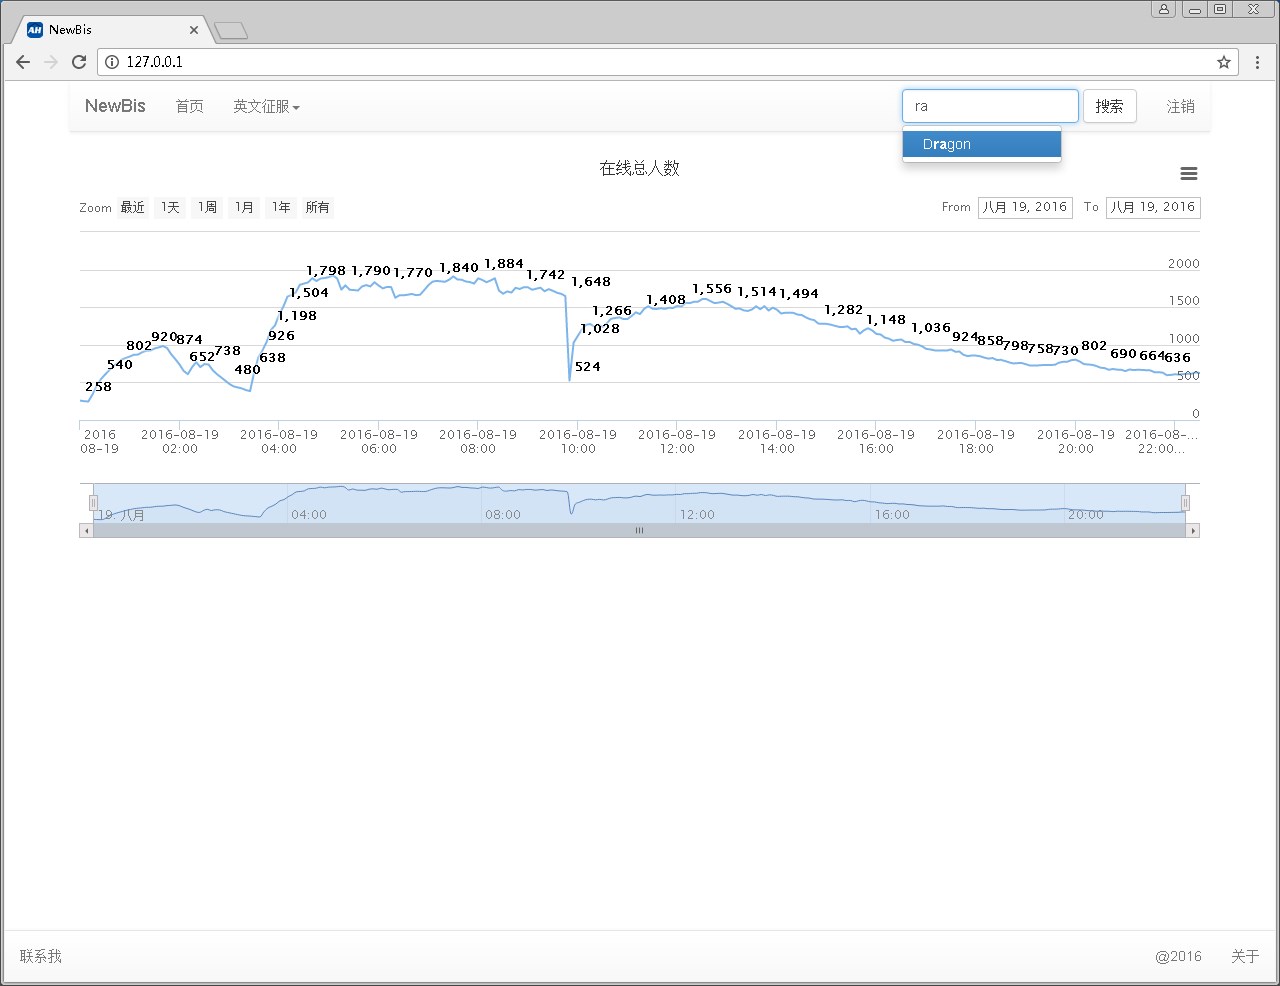 NewBis
127.0.0.1
NewBis 首页 英文征服 ra 搜索 注销
Dragon
在线总人数
Zoom 最近 1天 1周 1月 1年 所有 From 八月 19, 2016 To 八月 19, 2016
258 540 802 920 874 652 738 480 638 926 1,198 1,504 1,798 1,790 1,770 1,840 1,884 1,742 1,648 524 1,028 1,266 1,408 1,556 1,514 1,494 1,282 1,148 1,036 924 858 798 758 730 802 690 664 636
2000
1500
1000
500
0
2016 2016-08-19 2016-08-19 2016-08-19 2016-08-19 2016-08-19 2016-08-19 2016-08-19 2016-08-19 2016-08-19 2016-08-19 2016-08-...
08-19 02:00 04:00 06:00 08:00 10:00 12:00 14:00 16:00 18:00 20:00 22:00...
19. 八月 04:00 08:00 12:00 16:00 20:00
联系我 @2016 关于